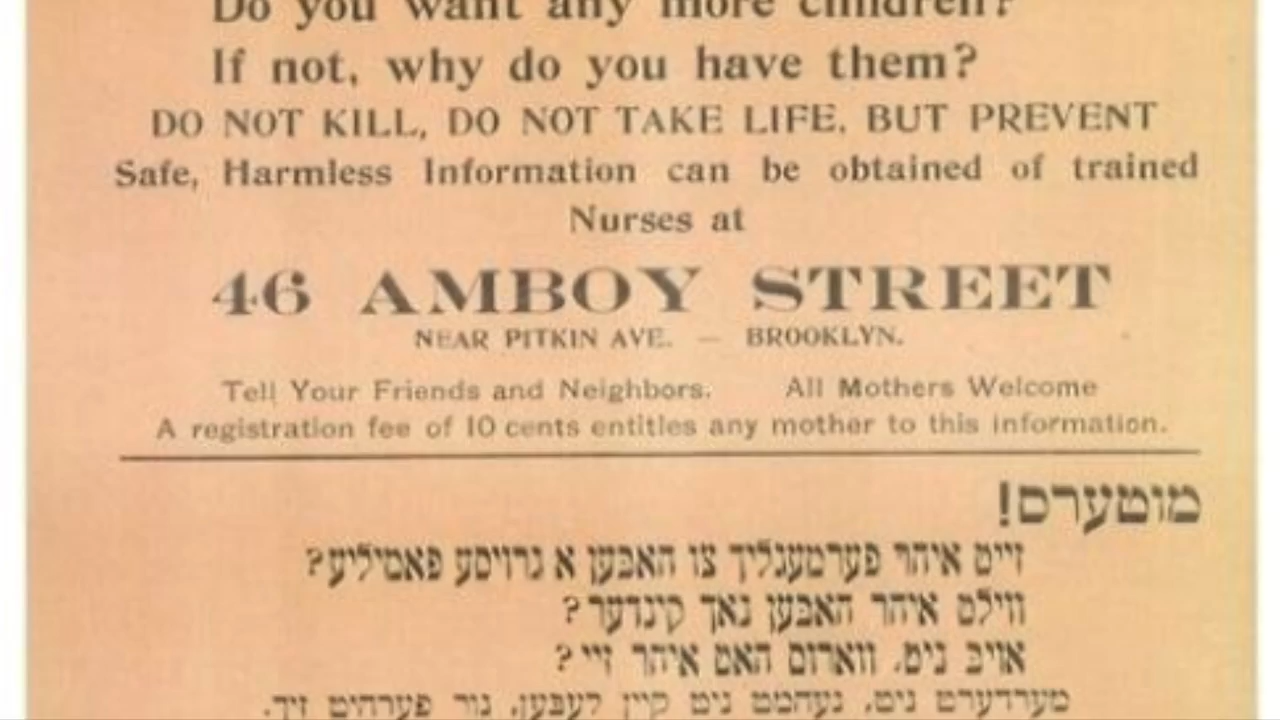 Do you want any more children?
If not, why do you have them?
DO NOT KILL, DO NOT TAKE LIFE, BUT PREVENT
Safe, Harmless Information can be obtained of trained
Nurses at
46 AMBOY STREET
NEAR PITKIN AVE. — BROOKLYN.
Tell Your Friends and Neighbors. All Mothers Welcome
A registration fee of 10 cents entitles any mother to this information.
מוטערס!
זייט איהר פערמעגליך צו האבען א גרויסע פאמיליע?
ווילט איהר האבען נאך קינדער?
אויב ניט, ווארום האט איהר זיי?
מערדערט ניט, נעהמט ניט קיין לעבען, נור פערהיט זיך.